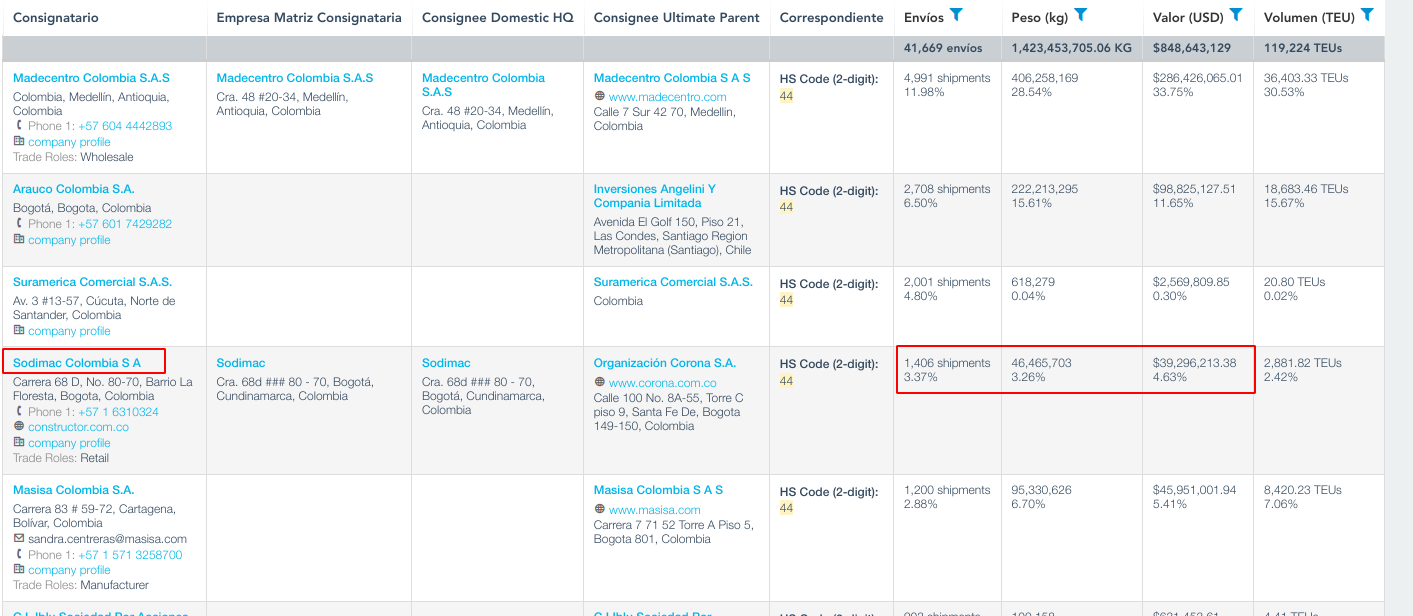 Consignatario
Empresa Matriz Consignataria
Consignee Domestic HQ
Consignee Ultimate Parent
Correspondiente
Envíos
Peso (kg)
Valor (USD)
Volumen (TEU)
41,669 envíos
1,423,453,705.06 KG
$848,643,129
119,224 TEUs
Madecentro Colombia S.A.S
Colombia, Medellín, Antioquia,
Colombia
Phone 1: +57 604 4442893
company profile
Trade Roles: Wholesale
Madecentro Colombia S.A.S
Cra. 48 #20-34, Medellín,
Antioquia, Colombia
Madecentro Colombia
S.A.S
Cra. 48 #20-34, Medellín,
Antioquia, Colombia
Madecentro Colombia S A S
www.madecentro.com
Calle 7 Sur 42 70, Medellin,
Colombia
HS Code (2-digit):
44
4,991 shipments
11.98%
406,258,169
28.54%
$286,426,065.01
33.75%
36,403.33 TEUs
30.53%
Arauco Colombia S.A.
Bogotá, Bogota, Colombia
Phone 1: +57 601 7429282
company profile
Inversiones Angelini Y
Compania Limitada
Avenida El Golf 150, Piso 21,
Las Condes, Santiago Region
Metropolitana (Santiago), Chile
HS Code (2-digit):
44
2,708 shipments
6.50%
222,213,295
15.61%
$98,825,127.51
11.65%
18,683.46 TEUs
15.67%
Suramerica Comercial S.A.S.
Av. 3 #13-57, Cúcuta, Norte de
Santander, Colombia
company profile
Suramerica Comercial S.A.S.
Colombia
HS Code (2-digit):
44
2,001 shipments
4.80%
618,279
0.04%
$2,569,809.85
0.30%
20.80 TEUs
0.02%
Sodimac Colombia S A
Carrera 68 D, No. 80-70, Barrio La
Floresta, Bogota, Colombia
Phone 1: +57 1 6310324
constructor.com.co
company profile
Trade Roles: Retail
Sodimac
Cra. 68d ### 80 - 70, Bogotá,
Cundinamarca, Colombia
Sodimac
Cra. 68d ### 80 - 70,
Bogotá, Cundinamarca,
Colombia
Organización Corona S.A.
www.corona.com.co
Calle 100 No. 8A-55, Torre C
piso 9, Santa Fe De, Bogota
149-150, Colombia
HS Code (2-digit):
44
1,406 shipments
3.37%
46,465,703
3.26%
$39,296,213.38
4.63%
2,881.82 TEUs
2.42%
Masisa Colombia S.A.
Carrera 83 # 59-72, Cartagena,
Bolívar, Colombia
sandra.centreras@masisa.com
Phone 1: +57 1 571 3258700
company profile
Trade Roles: Manufacturer
Masisa Colombia S A S
www.masisa.com
Carrera 7 71 52 Torre A Piso 5,
Bogota 801, Colombia
HS Code (2-digit):
44
1,200 shipments
2.88%
95,330,626
6.70%
$45,951,001.94
5.41%
8,420.23 TEUs
7.06%